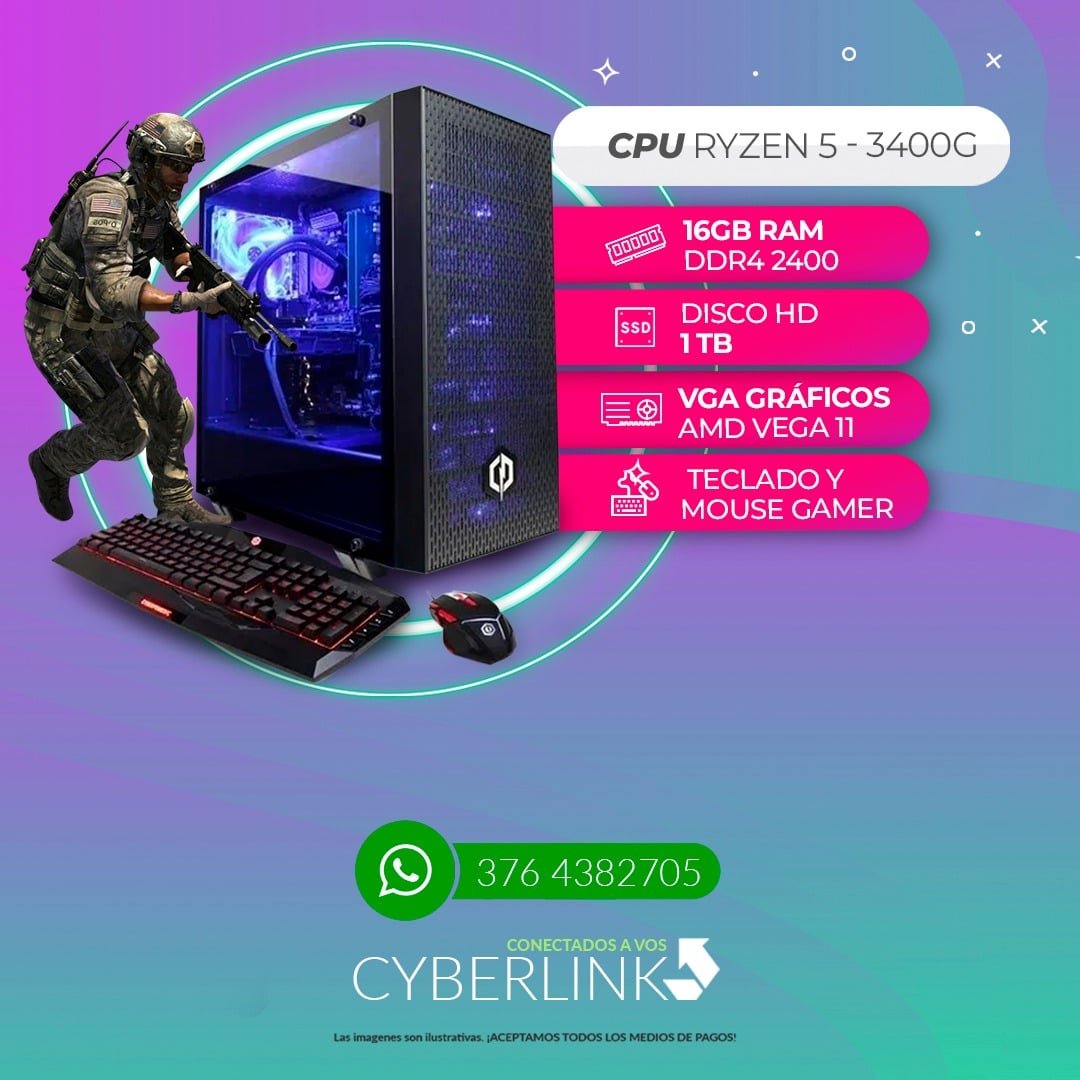 CPU RYZEN 5 - 3400G
16GB RAM
DDR4 2400
SSD
DISCO HD
1 TB
VGA GRÁFICOS
AMD VEGA 11
TECLADO Y
MOUSE GAMER
376 4382705
CONECTADOS A VOS
CYBERLINK
Las imagenes son ilustrativas. ¡ACEPTAMOS TODOS LOS MEDIOS DE PAGOS!